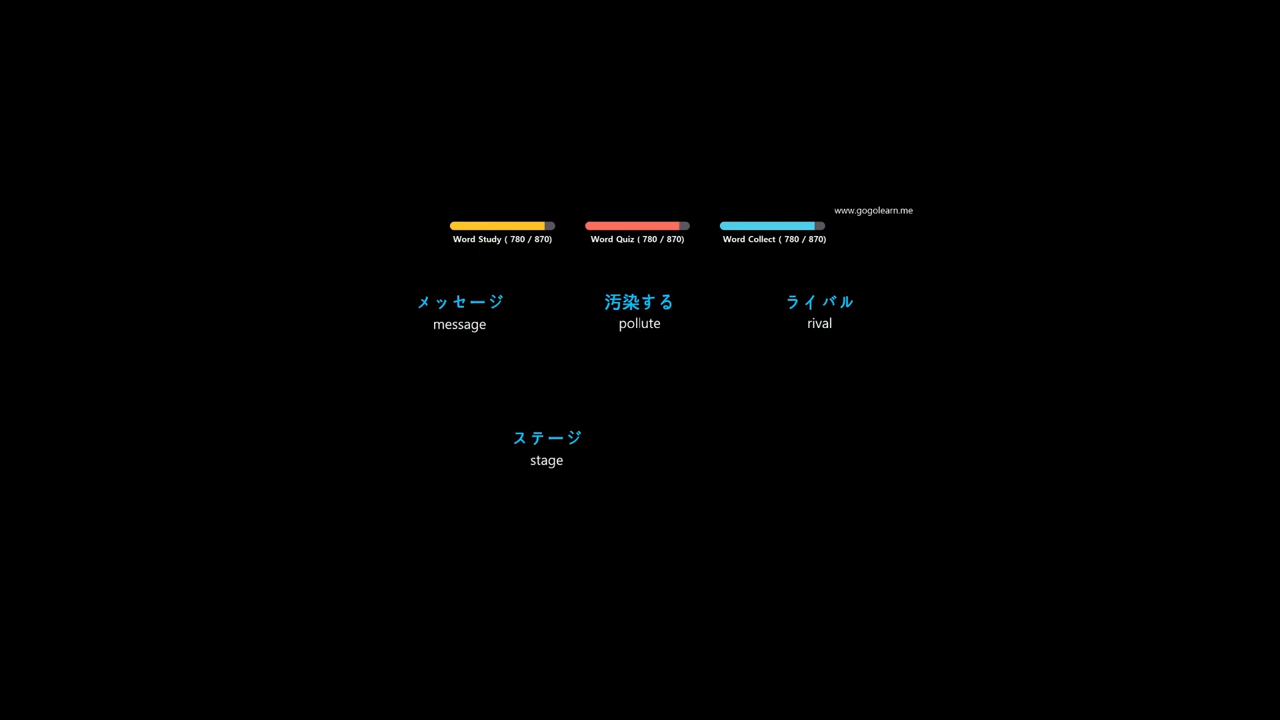 www.gogolearn.me
Word Study ( 780 / 870)
Word Quiz ( 780 / 870)
Word Collect ( 780 / 870)
メッセージ
message
汚染する
pollute
ライバル
rival
ステージ
stage